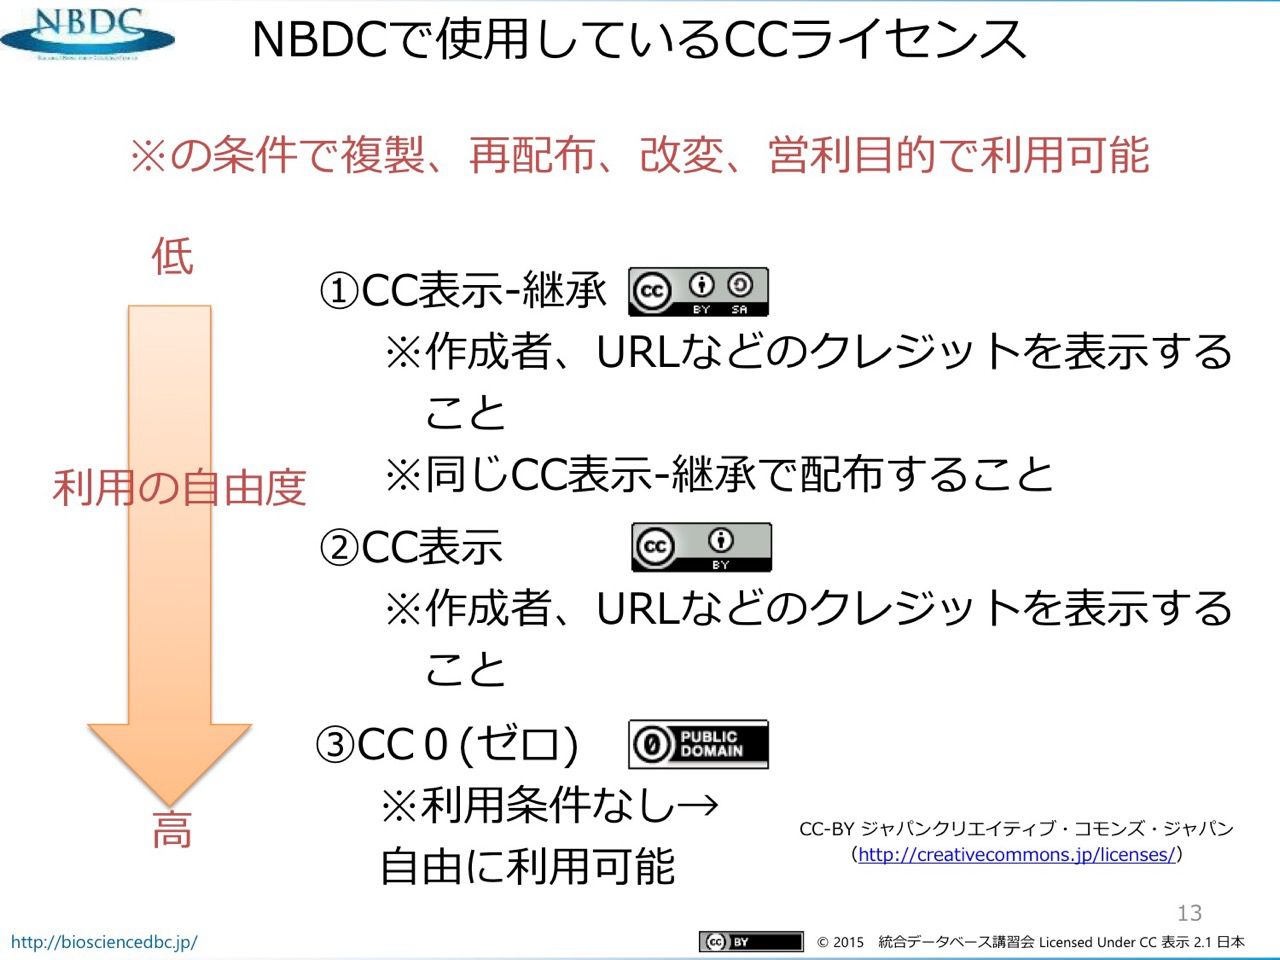 NBDC
NBDCで使用しているCCライセンス
※の条件で複製、再配布、改変、営利目的で利用可能
低
利用の自由度
高
①CC表示-継承
cc BY SA
※作成者、URLなどのクレジットを表示する
こと
※同じCC表示-継承で配布すること
②CC表示
cc BY
※作成者、URLなどのクレジットを表示する
こと
③CC０(ゼロ)
0 PUBLIC
DOMAIN
※利用条件なし→
自由に利用可能
CC-BY ジャパンクリエイティブ・コモンズ・ジャパン
（http://creativecommons.jp/licenses/）
13
http://biosciencedbc.jp/
cc BY
© 2015　統合データベース講習会 Licensed Under CC 表示 2.1 日本